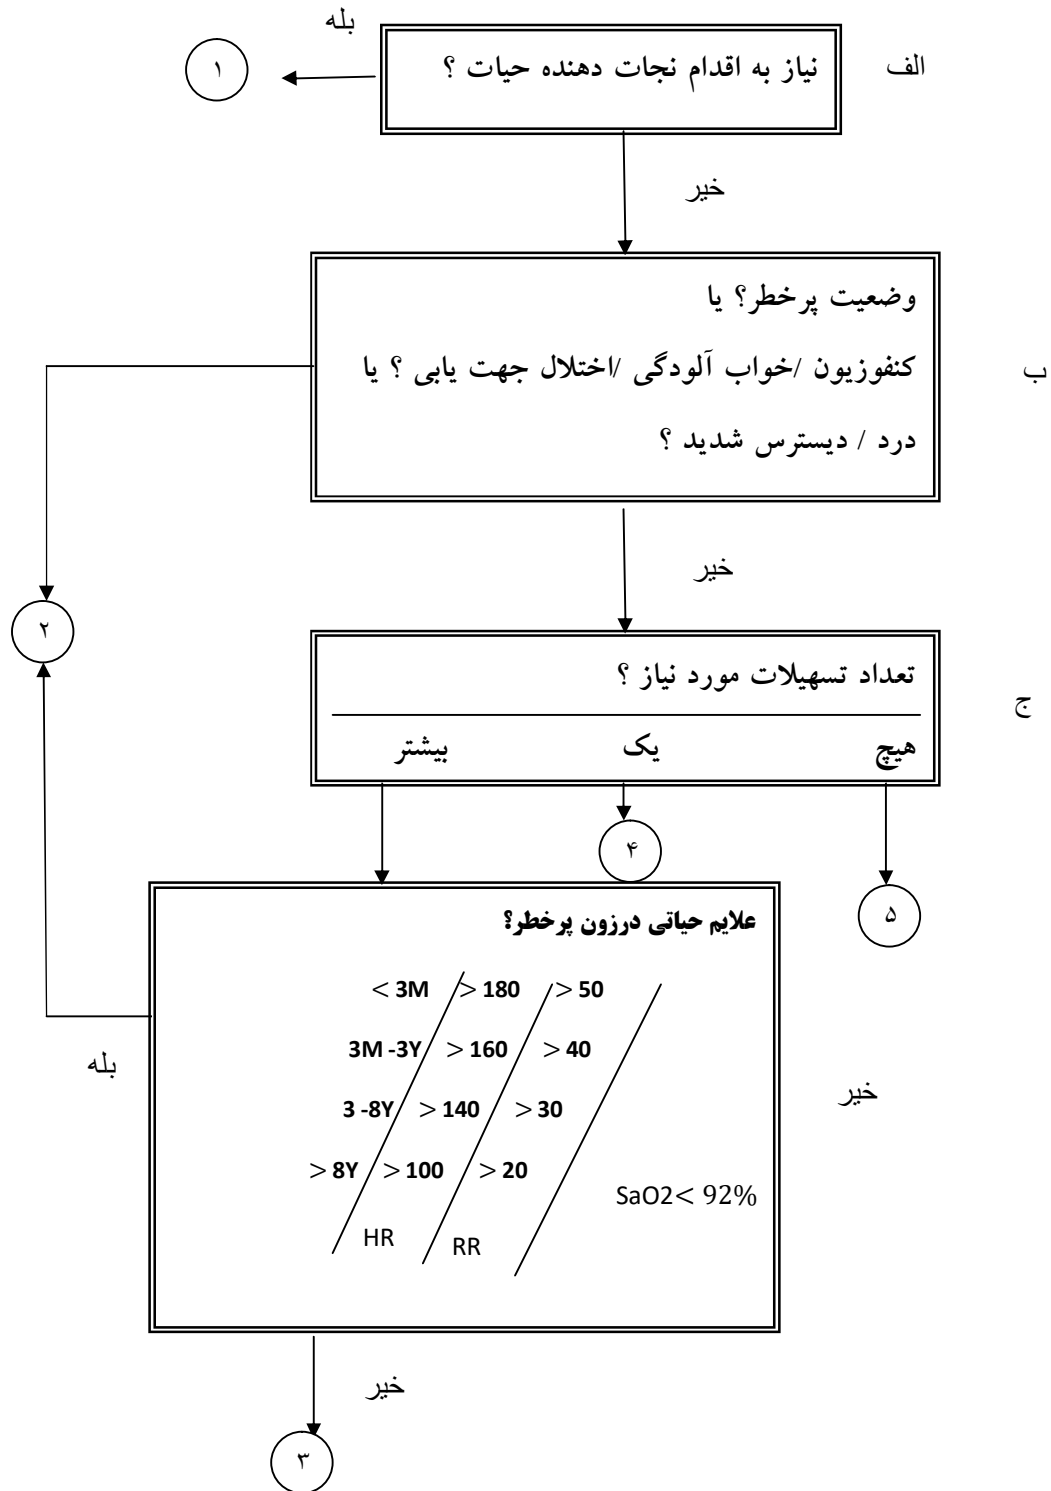 بله
الف
نیاز به اقدام نجات دهنده حیات ؟
۱
خیر
وضعیت پرخطر؟ یا
کنفوزیون /خواب آلودگی /اختلال جهت یابی ؟ یا
درد / دیسترس شدید ؟
ب
خیر
۲
تعداد تسهیلات مورد نیاز ؟
هیچ یک بیشتر
ج
۴
۵
علایم حیاتی درزون پرخطر؟
< 3M > 180 > 50
3M -3Y > 160 > 40
3 -8Y > 140 > 30
> 8Y > 100 > 20
SaO2< 92%
HR RR
بله
خیر
خیر
۳